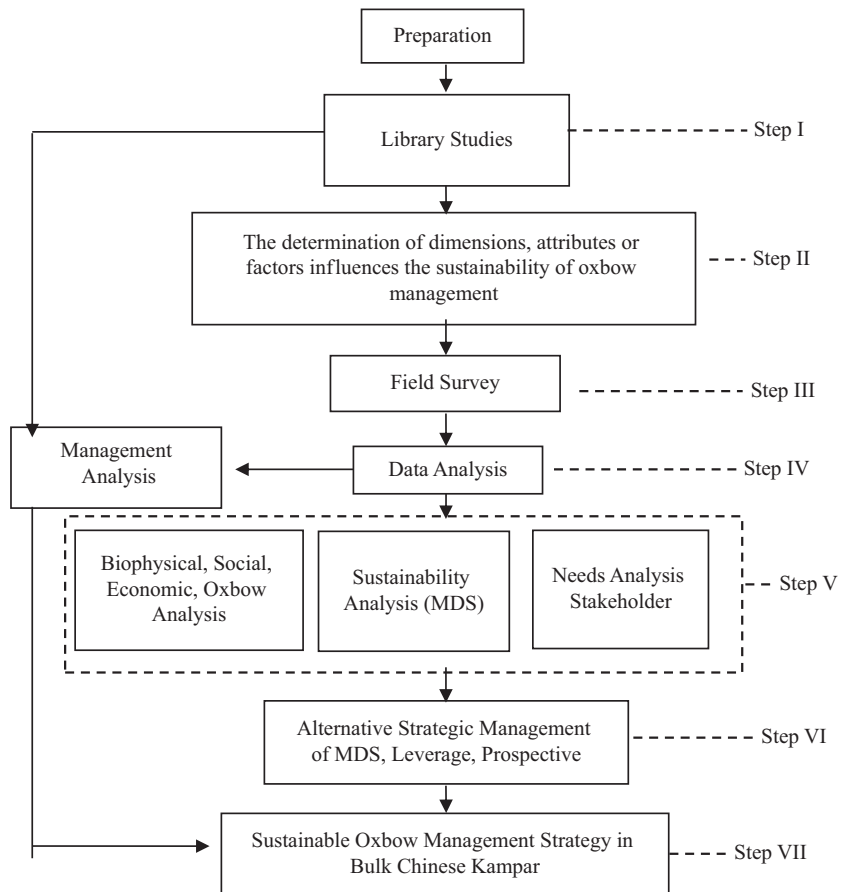 Preparation
Library Studies
Step I
The determination of dimensions, attributes or
factors influences the sustainability of oxbow
management
Step II
Field Survey
Step III
Management
Analysis
Data Analysis
Step IV
Biophysical, Social,
Economic, Oxbow
Analysis
Sustainability
Analysis (MDS)
Needs Analysis
Stakeholder
Step V
Alternative Strategic Management
of MDS, Leverage, Prospective
Step VI
Sustainable Oxbow Management Strategy in
Bulk Chinese Kampar
Step VII